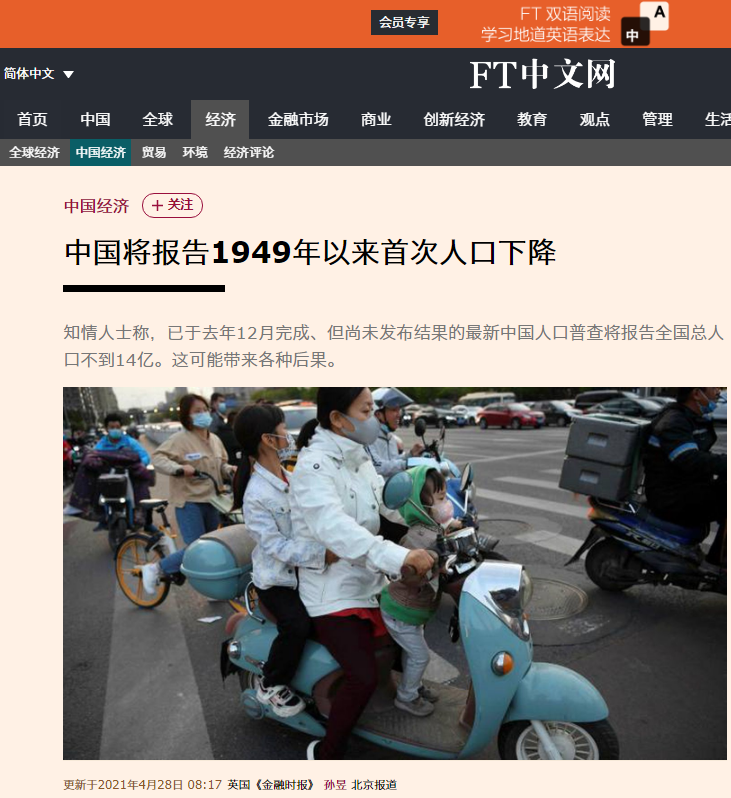 会员专享
FT 双语阅读
学习地道英语表达
A
中
简体中文
FT中文网
首页 中国 全球 经济 金融市场 商业 创新经济 教育 观点 管理 生活
全球经济 中国经济 贸易 环境 经济评论
中国经济 + 关注
中国将报告1949年以来首次人口下降
知情人士称，已于去年12月完成、但尚未发布结果的最新中国人口普查将报告全国总人
口不到14亿。这可能带来各种后果。
更新于2021年4月28日 08:17 英国《金融时报》 孙昱 北京报道